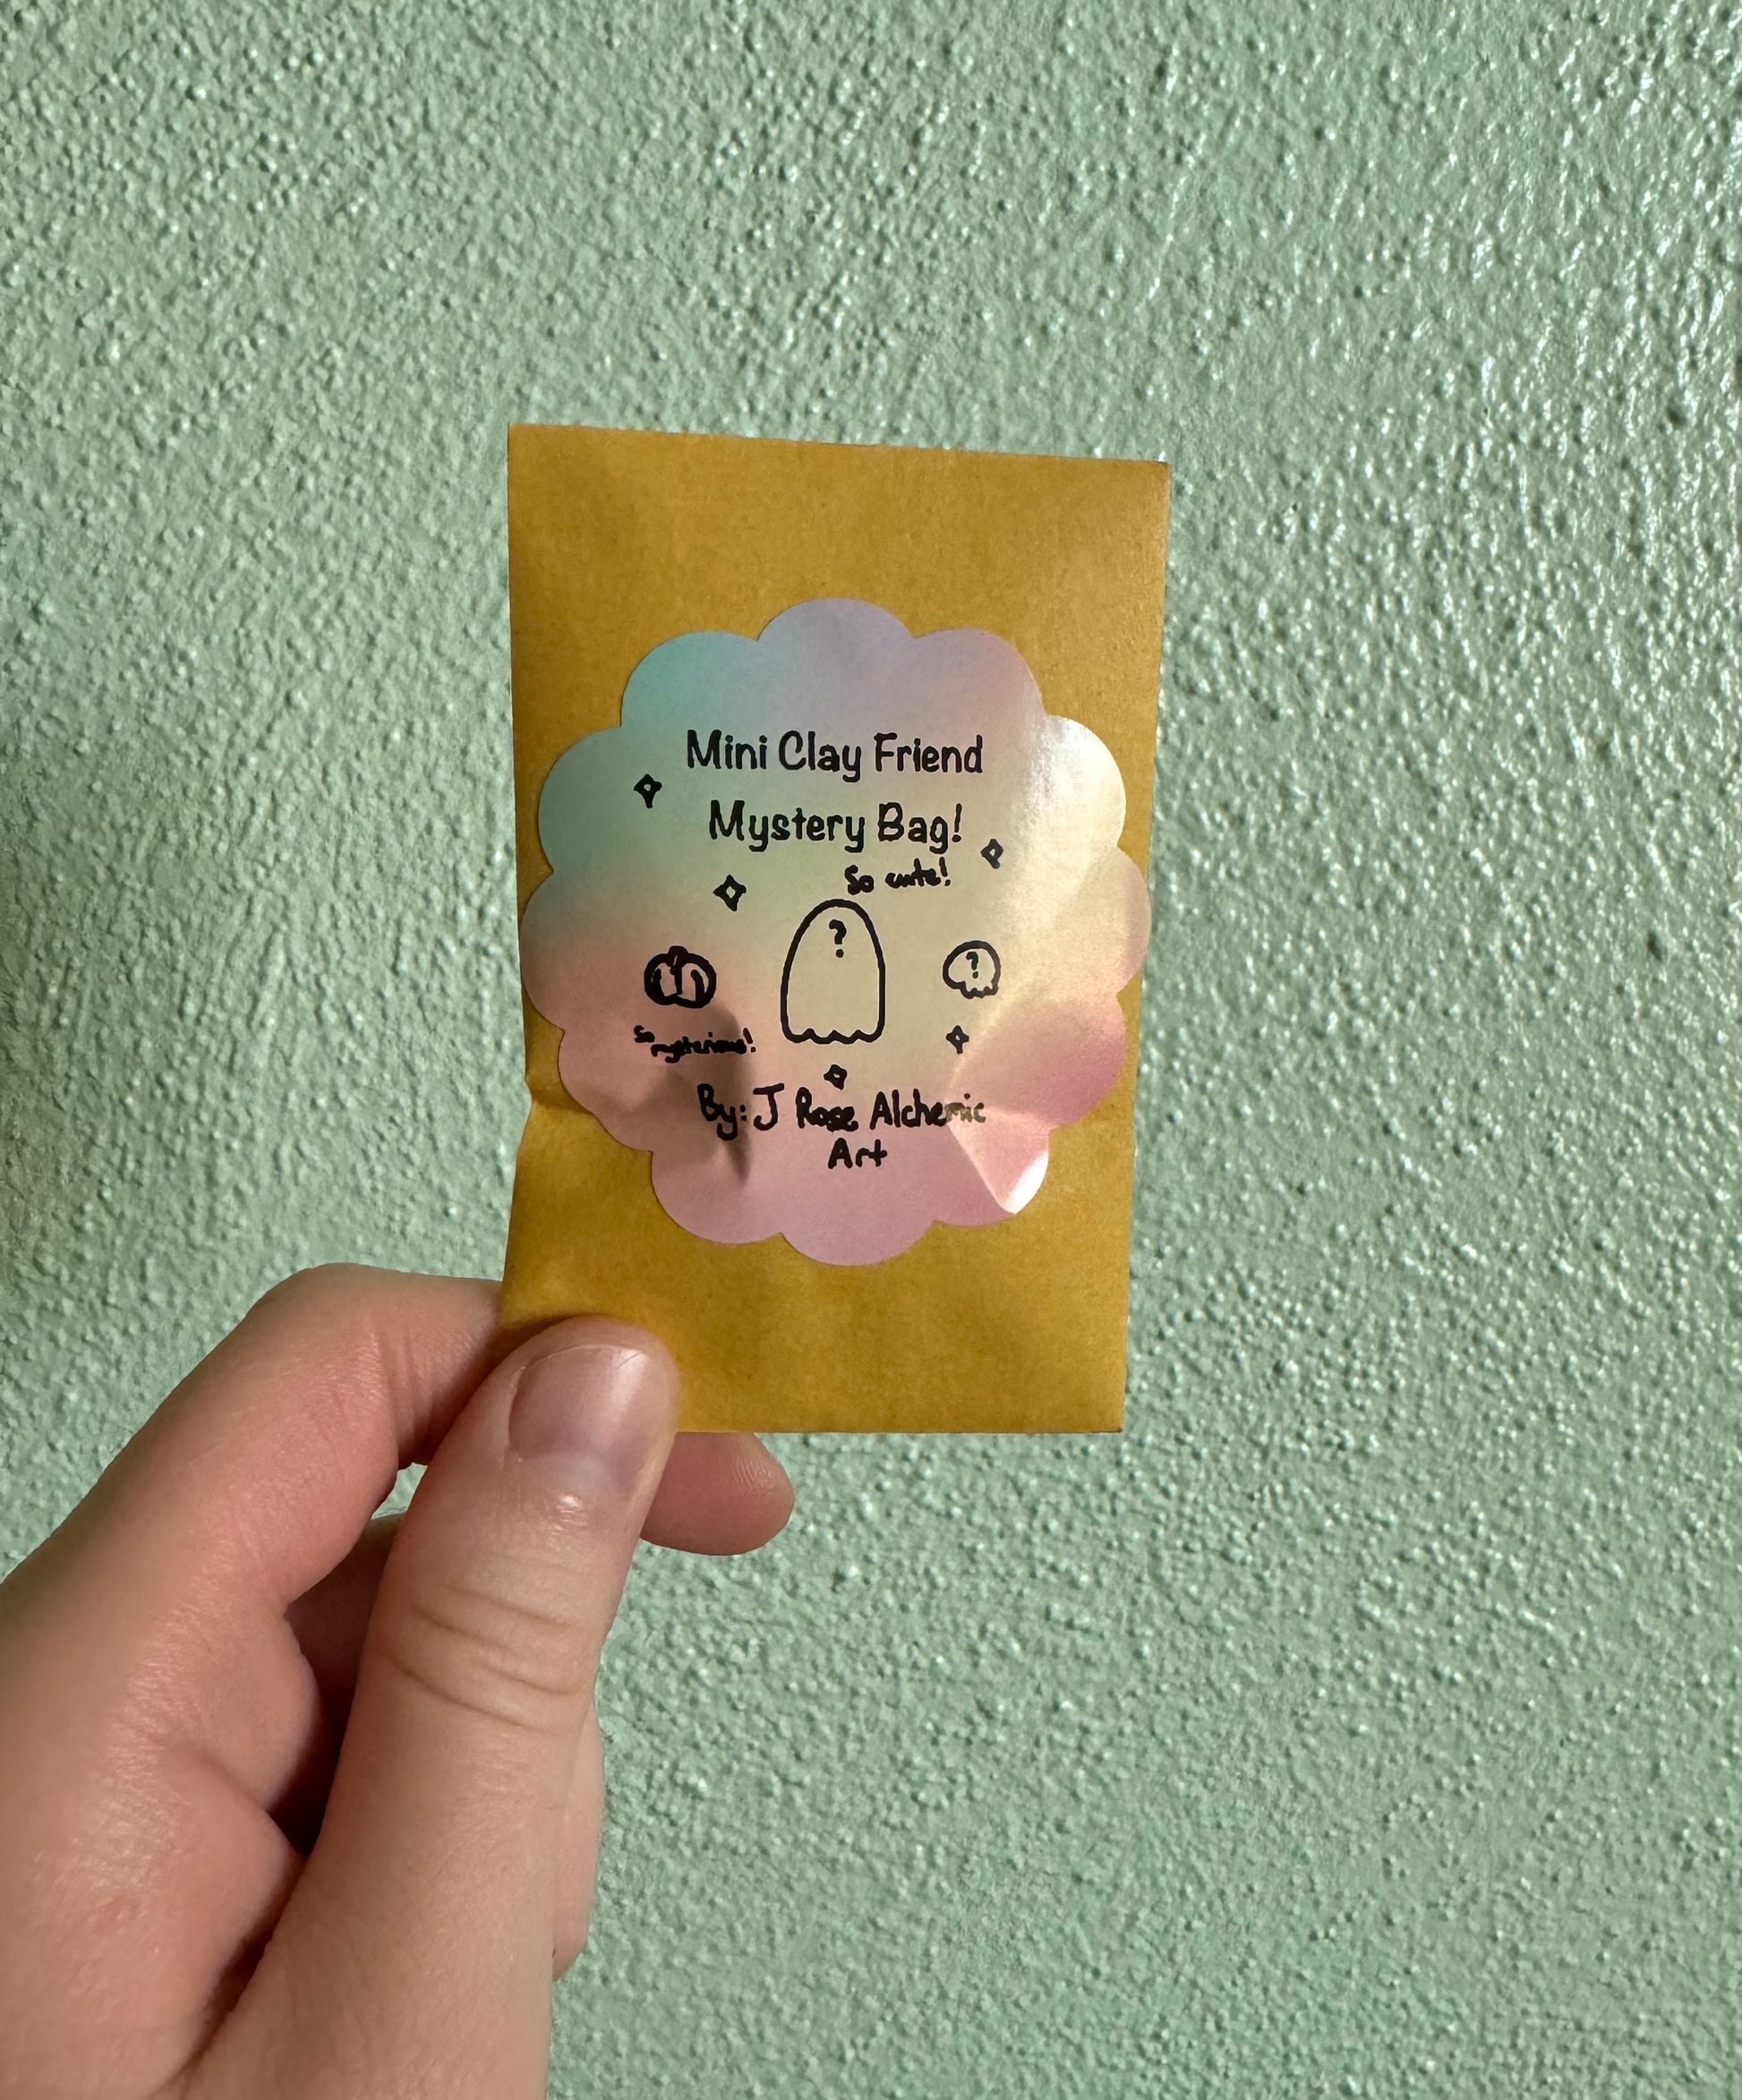 Mini Clay Friend
Mystery Bag!
So cute!
?
?
So
mysterious!
By: J Rose Alchemic
Art